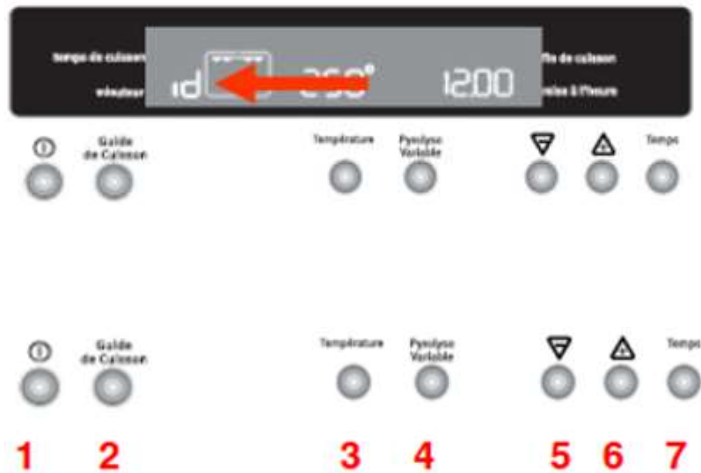 temps de cuisson
fin de cuisson
minuteur
mise à l'heure
id 250° 12.00
Guide
de Cuisson
Température
Pyrolyse
Variable
Temps
Guide
de Cuisson
Température
Pyrolyse
Variable
Temps
1 2 3 4 5 6 7